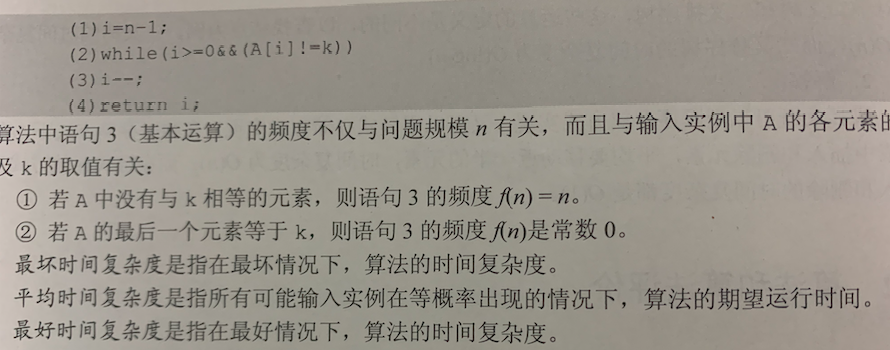 (1)i=n-1;
(2)while(i>=0&&(A[i]!=k))
(3)i--;
(4)return i;
算法中语句 3（基本运算）的频度不仅与问题规模 n 有关，而且与输入实例中 A 的各元素的
及 k 的取值有关：
① 若 A 中没有与 k 相等的元素，则语句 3 的频度 f(n) = n。
② 若 A 的最后一个元素等于 k，则语句 3 的频度 f(n)是常数 0。
最坏时间复杂度是指在最坏情况下，算法的时间复杂度。
平均时间复杂度是指所有可能输入实例在等概率出现的情况下，算法的期望运行时间。
最好时间复杂度是指在最好情况下，算法的时间复杂度。